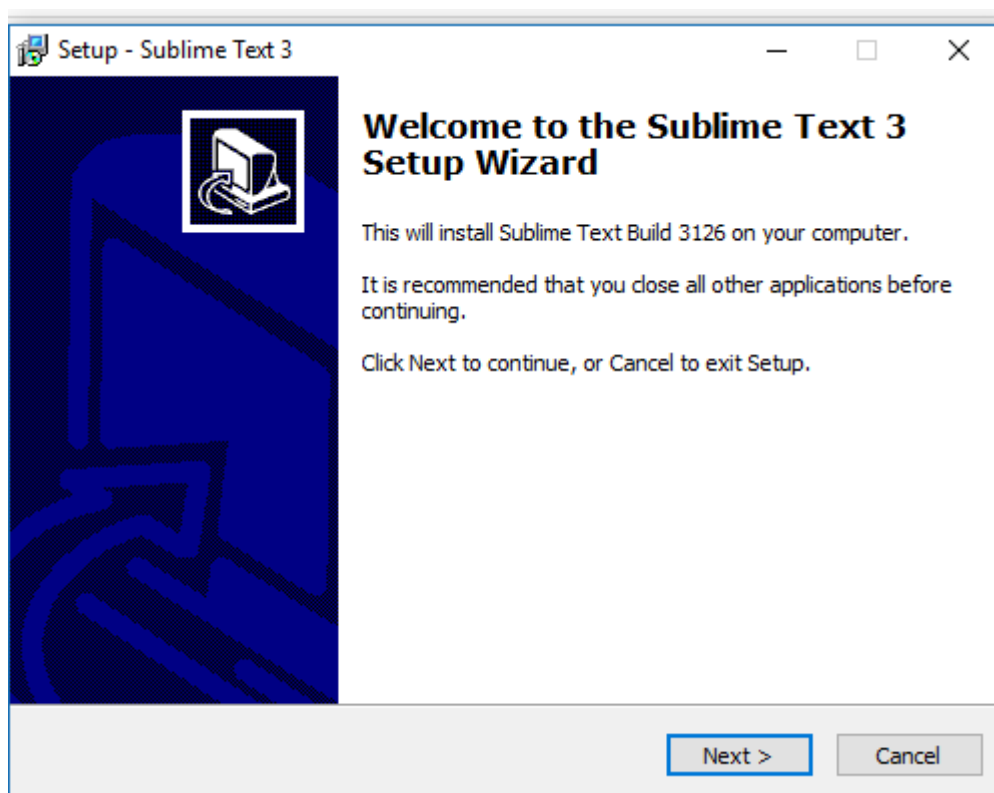 Setup - Sublime Text 3
Welcome to the Sublime Text 3
Setup Wizard
This will install Sublime Text Build 3126 on your computer.
It is recommended that you close all other applications before
continuing.
Click Next to continue, or Cancel to exit Setup.
Next >
Cancel